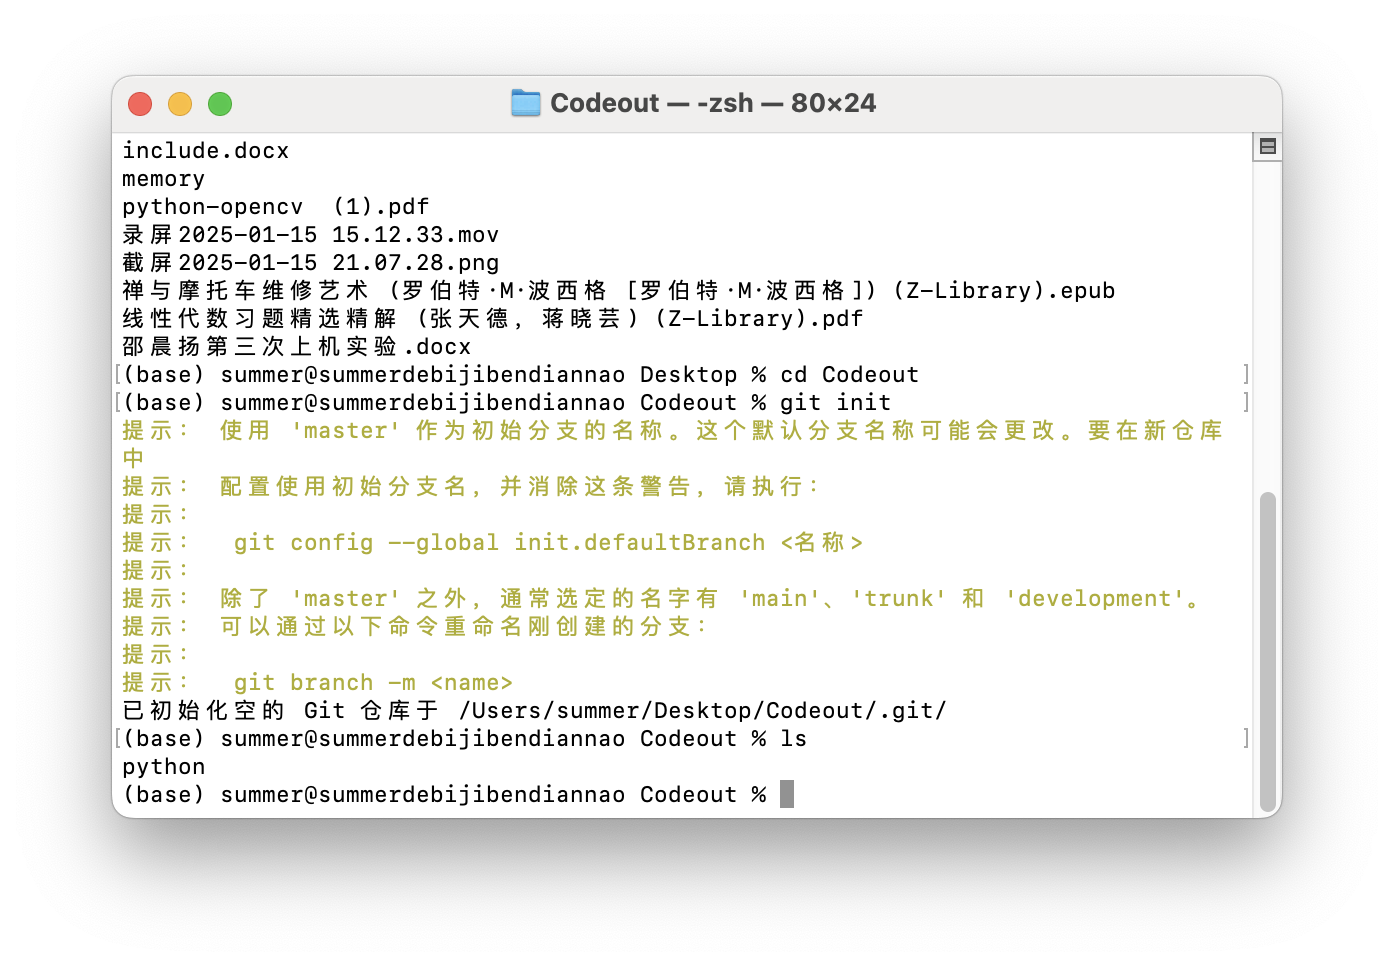 Codeout — -zsh — 80×24
include.docx
memory
python-opencv  (1).pdf
录屏2025-01-15 15.12.33.mov
截屏2025-01-15 21.07.28.png
禅与摩托车维修艺术 (罗伯特·M·波西格 [罗伯特·M·波西格]) (Z-Library).epub
线性代数习题精选精解 (张天德, 蒋晓芸) (Z-Library).pdf
邵晨扬第三次上机实验.docx
[(base) summer@summerdebijibendiannao Desktop % cd Codeout ]
[(base) summer@summerdebijibendiannao Codeout % git init ]
提示： 使用 'master' 作为初始分支的名称。这个默认分支名称可能会更改。要在新仓库
中
提示： 配置使用初始分支名，并消除这条警告，请执行：
提示：
提示：  git config --global init.defaultBranch <名称>
提示：
提示： 除了 'master' 之外，通常选定的名字有 'main'、'trunk' 和 'development'。
提示： 可以通过以下命令重命名刚创建的分支：
提示：
提示：  git branch -m <name>
已初始化空的 Git 仓库于 /Users/summer/Desktop/Codeout/.git/
[(base) summer@summerdebijibendiannao Codeout % ls ]
python
(base) summer@summerdebijibendiannao Codeout %